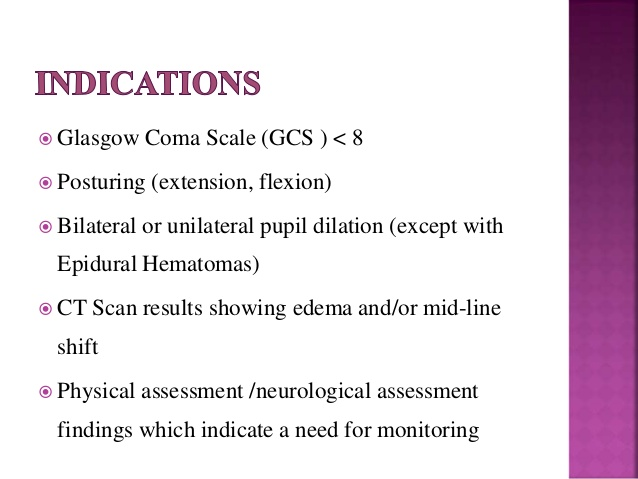 INDICATIONS
Glasgow Coma Scale (GCS ) < 8
Posturing (extension, flexion)
Bilateral or unilateral pupil dilation (except with
Epidural Hematomas)
CT Scan results showing edema and/or mid-line
shift
Physical assessment /neurological assessment
findings which indicate a need for monitoring